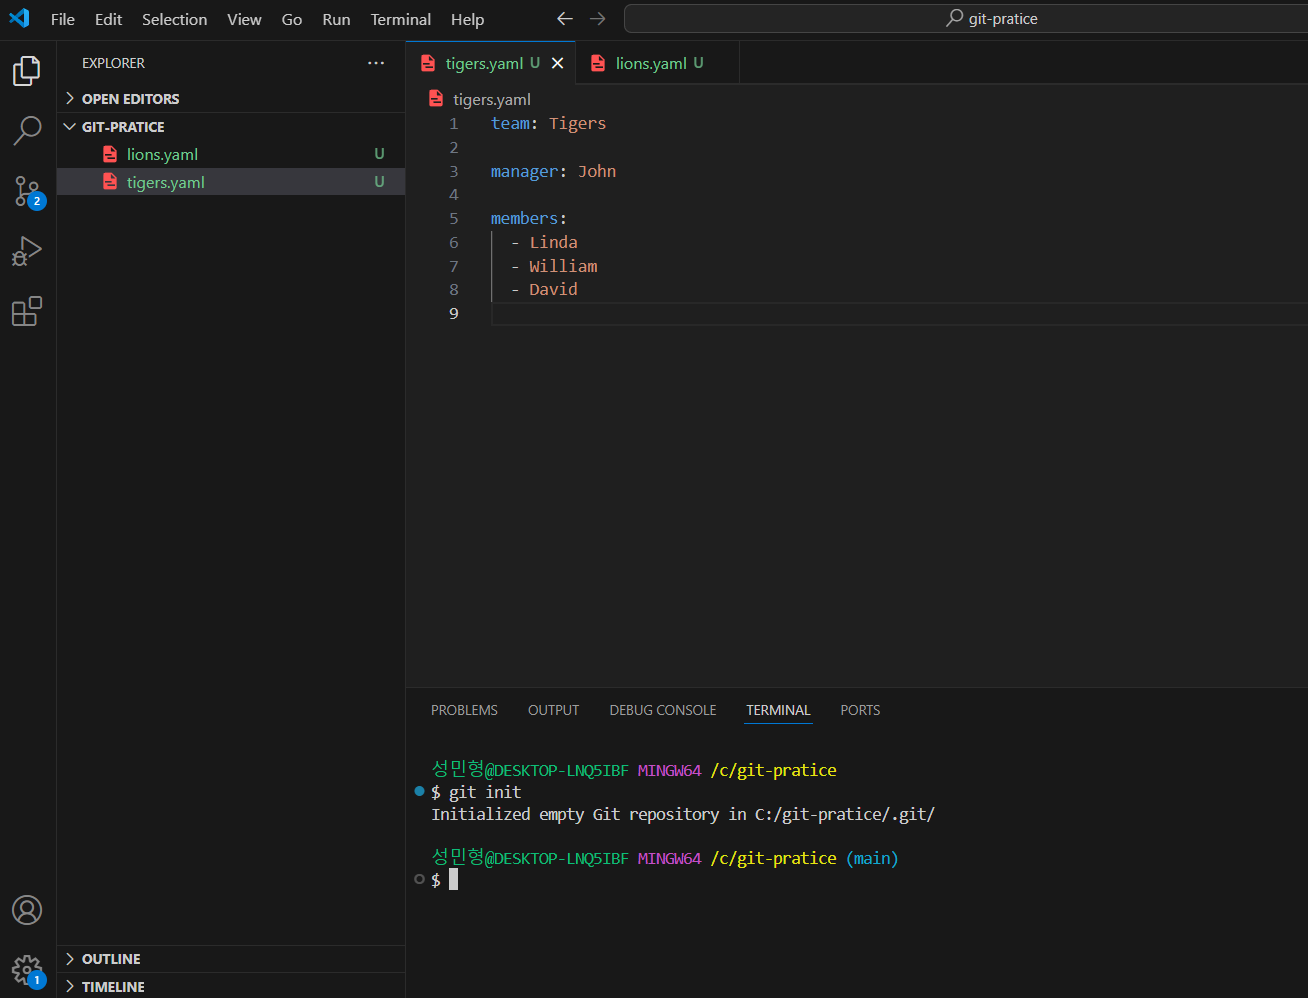 File Edit Selection View Go Run Terminal Help
git-pratice
EXPLORER
OPEN EDITORS
GIT-PRATICE
lions.yaml U
tigers.yaml U
2
OUTLINE
TIMELINE
1
tigers.yaml U
lions.yaml U
tigers.yaml
1 team: Tigers
2
3 manager: John
4
5 members:
6 - Linda
7 - William
8 - David
9
PROBLEMS OUTPUT DEBUG CONSOLE TERMINAL PORTS
성민형@DESKTOP-LNQ5IBF MINGW64 /c/git-pratice
$ git init
Initialized empty Git repository in C:/git-pratice/.git/
성민형@DESKTOP-LNQ5IBF MINGW64 /c/git-pratice (main)
$